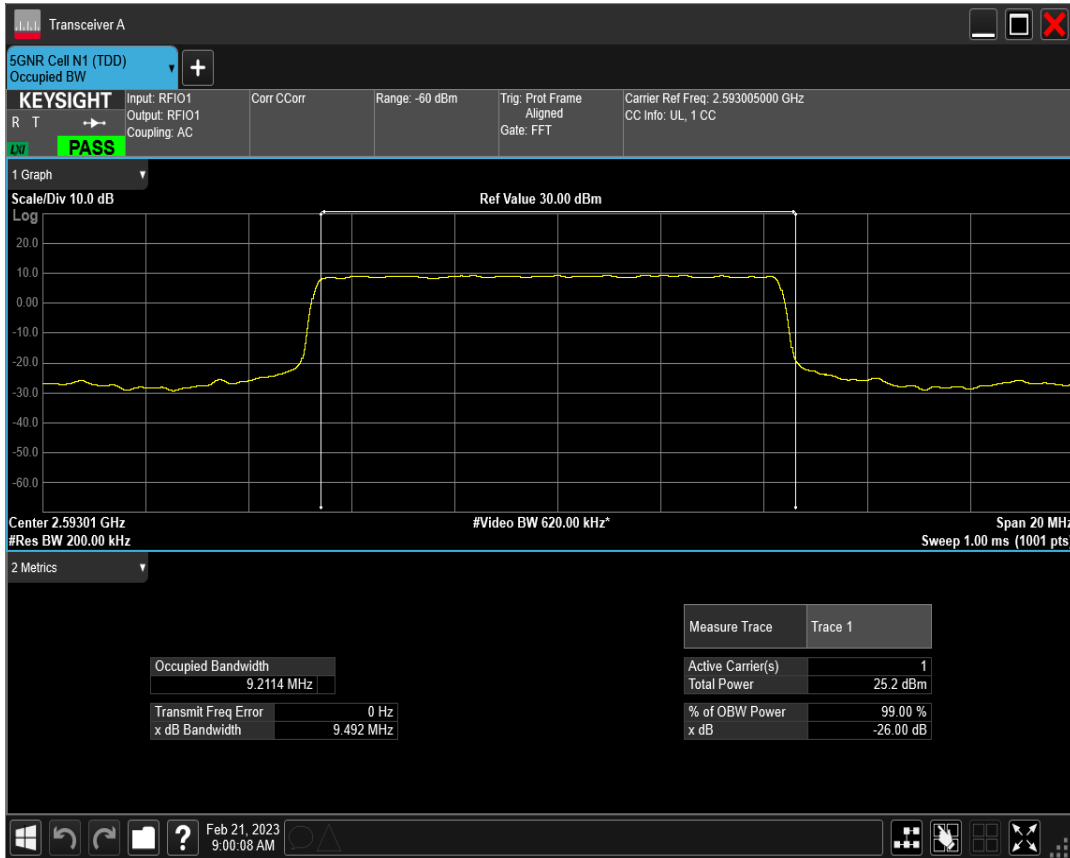 Transceiver A
5GNR Cell N1 (TDD)
Occupied BW
+
KEYSIGHT
R T
LXI
PASS
Input: RFIO1
Output: RFIO1
Coupling: AC
Corr CCorr
Range: -60 dBm
Trig: Prot Frame
Aligned
Gate: FFT
Carrier Ref Freq: 2.593005000 GHz
CC Info: UL, 1 CC
1 Graph
Scale/Div 10.0 dB
Ref Value 30.00 dBm
Log
20.0
10.0
0.00
-10.0
-20.0
-30.0
-40.0
-50.0
-60.0
Center 2.59301 GHz
#Video BW 620.00 kHz*
Span 20 MHz
#Res BW 200.00 kHz
Sweep 1.00 ms (1001 pts)
2 Metrics
Measure Trace Trace 1
Occupied Bandwidth
9.2114 MHz
Active Carrier(s) 1
Total Power 25.2 dBm
Transmit Freq Error 0 Hz
x dB Bandwidth 9.492 MHz
% of OBW Power 99.00 %
x dB -26.00 dB
?
Feb 21, 2023
9:00:08 AM